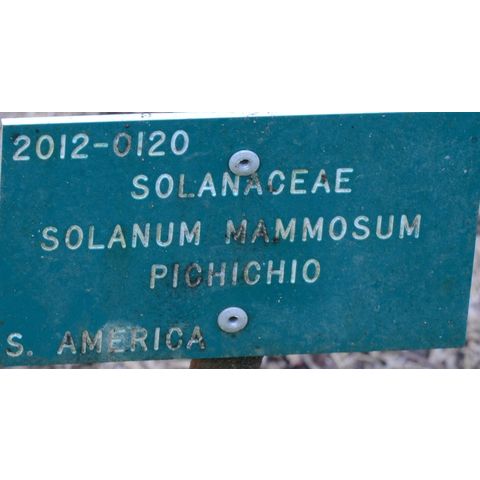 2012-0120
SOLANACEAE
SOLANUM MAMMOSUM
PICHICHIO
S. AMERICA